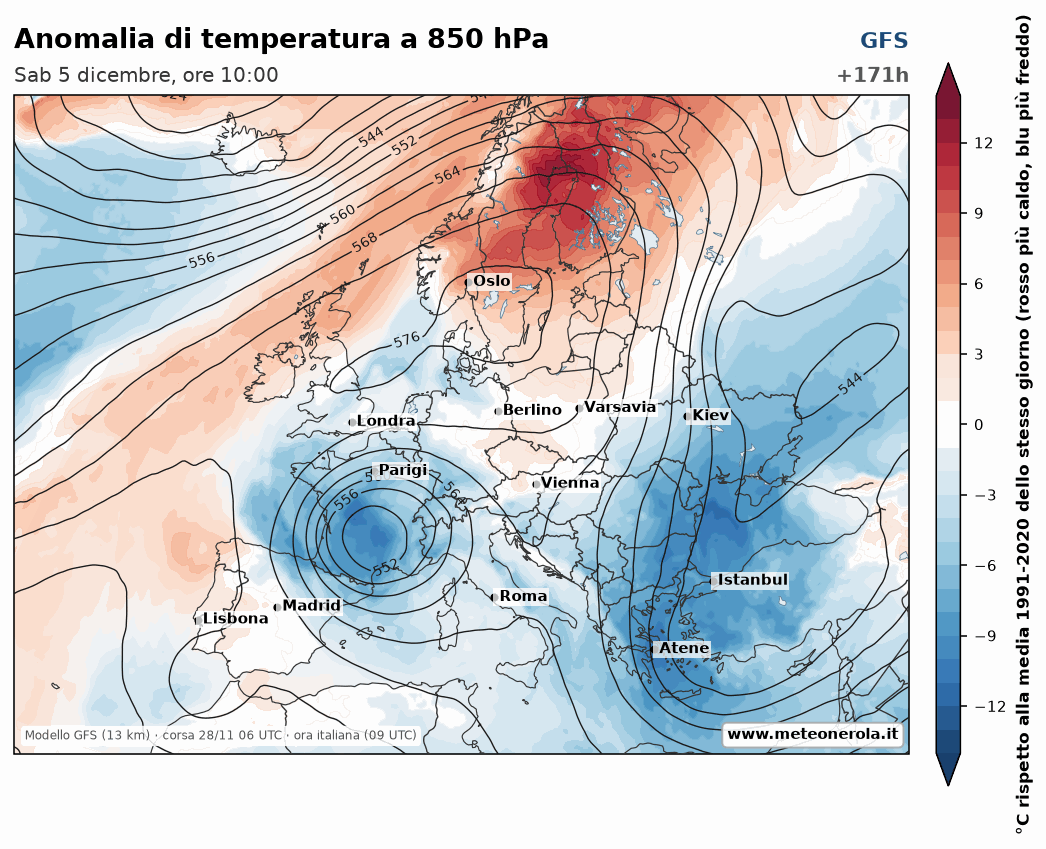 Anomalia di temperatura a 850 hPa
GFS
Sab 5 dicembre, ore 10:00
+171h
544
552
564
560
568
556
576
544
Oslo
Berlino
Varsavia
Kiev
Londra
Parigi
Vienna
556
564
552
Istanbul
Roma
Madrid
Lisbona
Atene
Modello GFS (13 km) · corsa 28/11 06 UTC · ora italiana (09 UTC)
www.meteonerola.it
12
9
6
3
0
−3
−6
−9
−12
°C rispetto alla media 1991-2020 dello stesso giorno (rosso più caldo, blu più freddo)